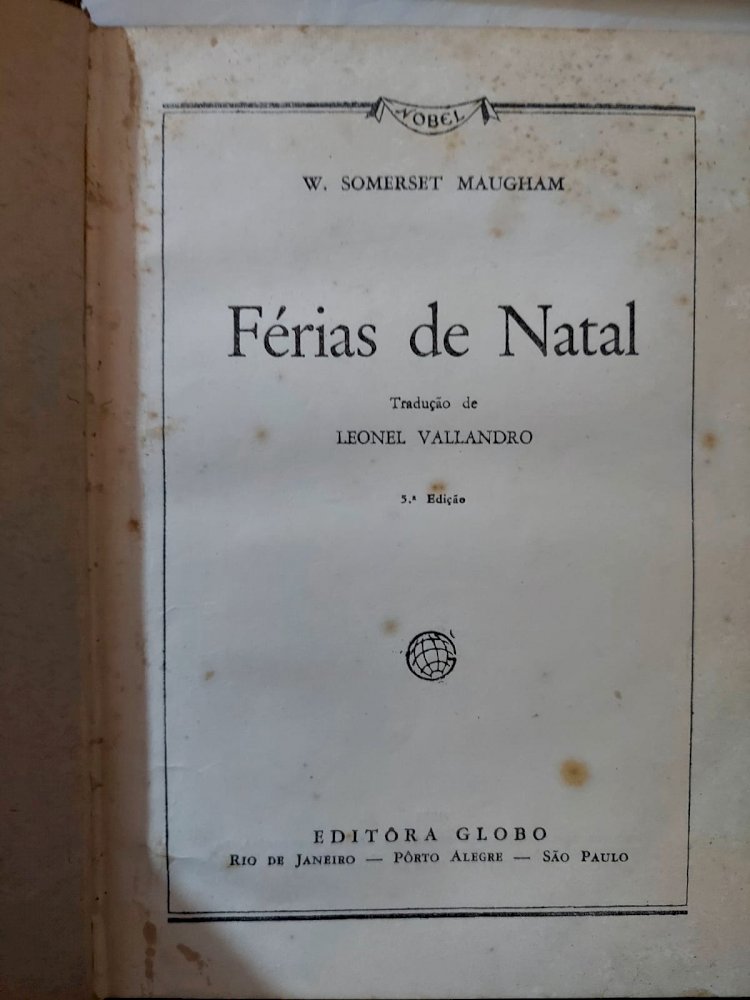 NOBEL
W. SOMERSET MAUGHAM
Férias de Natal
Tradução de
LEONEL VALLANDRO
5.ª Edição
EDITÔRA GLOBO
RIO DE JANEIRO — PÔRTO ALEGRE — SÃO PAULO